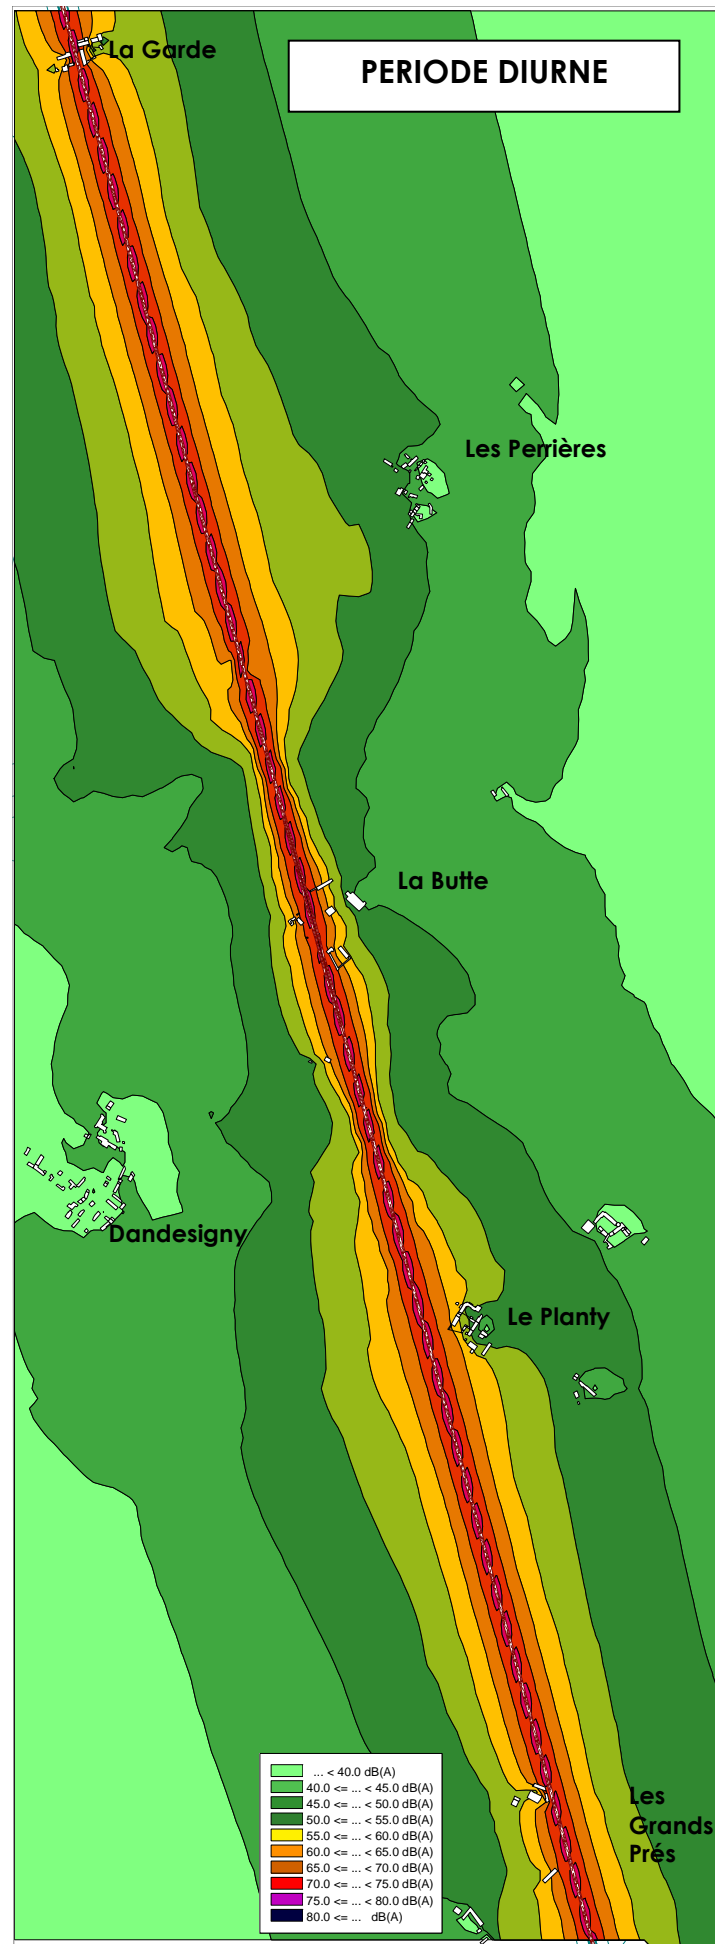 La Garde
PERIODE DIURNE
Les Perrières
La Butte
Dandesigny
Le Planty
Les
Grands
Prés
... < 40.0 dB(A)
40.0 <= ... < 45.0 dB(A)
45.0 <= ... < 50.0 dB(A)
50.0 <= ... < 55.0 dB(A)
55.0 <= ... < 60.0 dB(A)
60.0 <= ... < 65.0 dB(A)
65.0 <= ... < 70.0 dB(A)
70.0 <= ... < 75.0 dB(A)
75.0 <= ... < 80.0 dB(A)
80.0 <= ... dB(A)